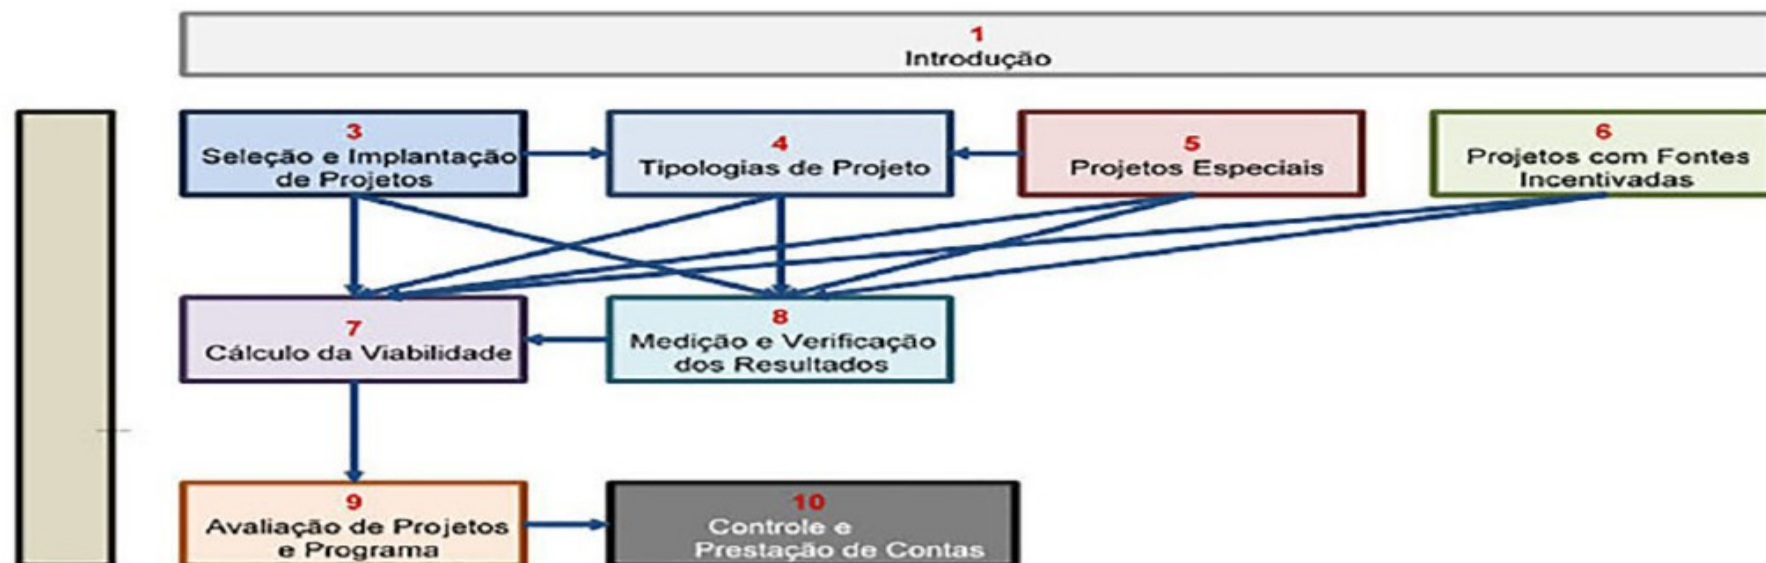 1
Introdução
3
Seleção e Implantação
de Projetos
4
Tipologias de Projeto
5
Projetos Especiais
6
Projetos com Fontes
Incentivadas
7
Cálculo da Viabilidade
8
Medição e Verificação
dos Resultados
9
Avaliação de Projetos
e Programa
10
Controle e
Prestação de Contas